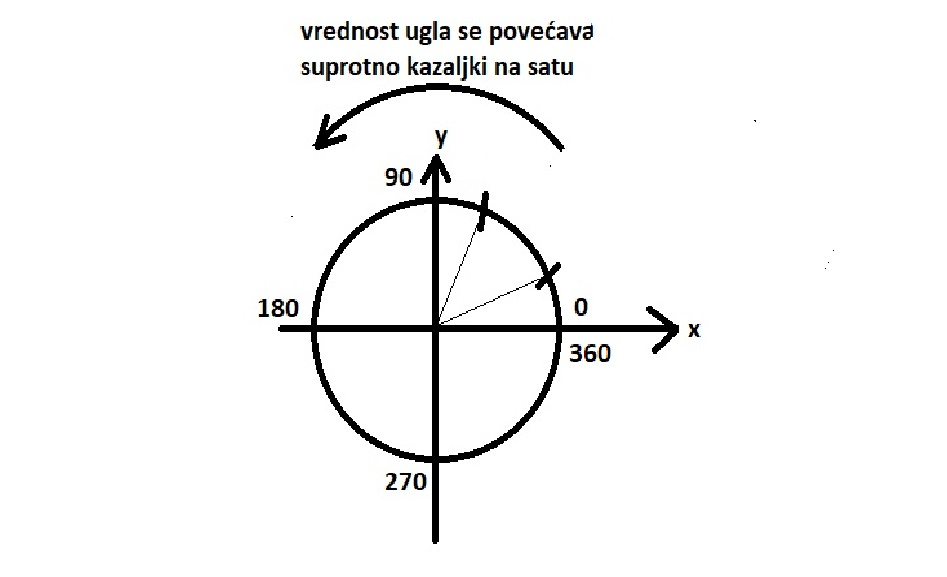 vrednost ugla se povećava
suprotno kazaljki na satu
y
90
180
0
x
360
270